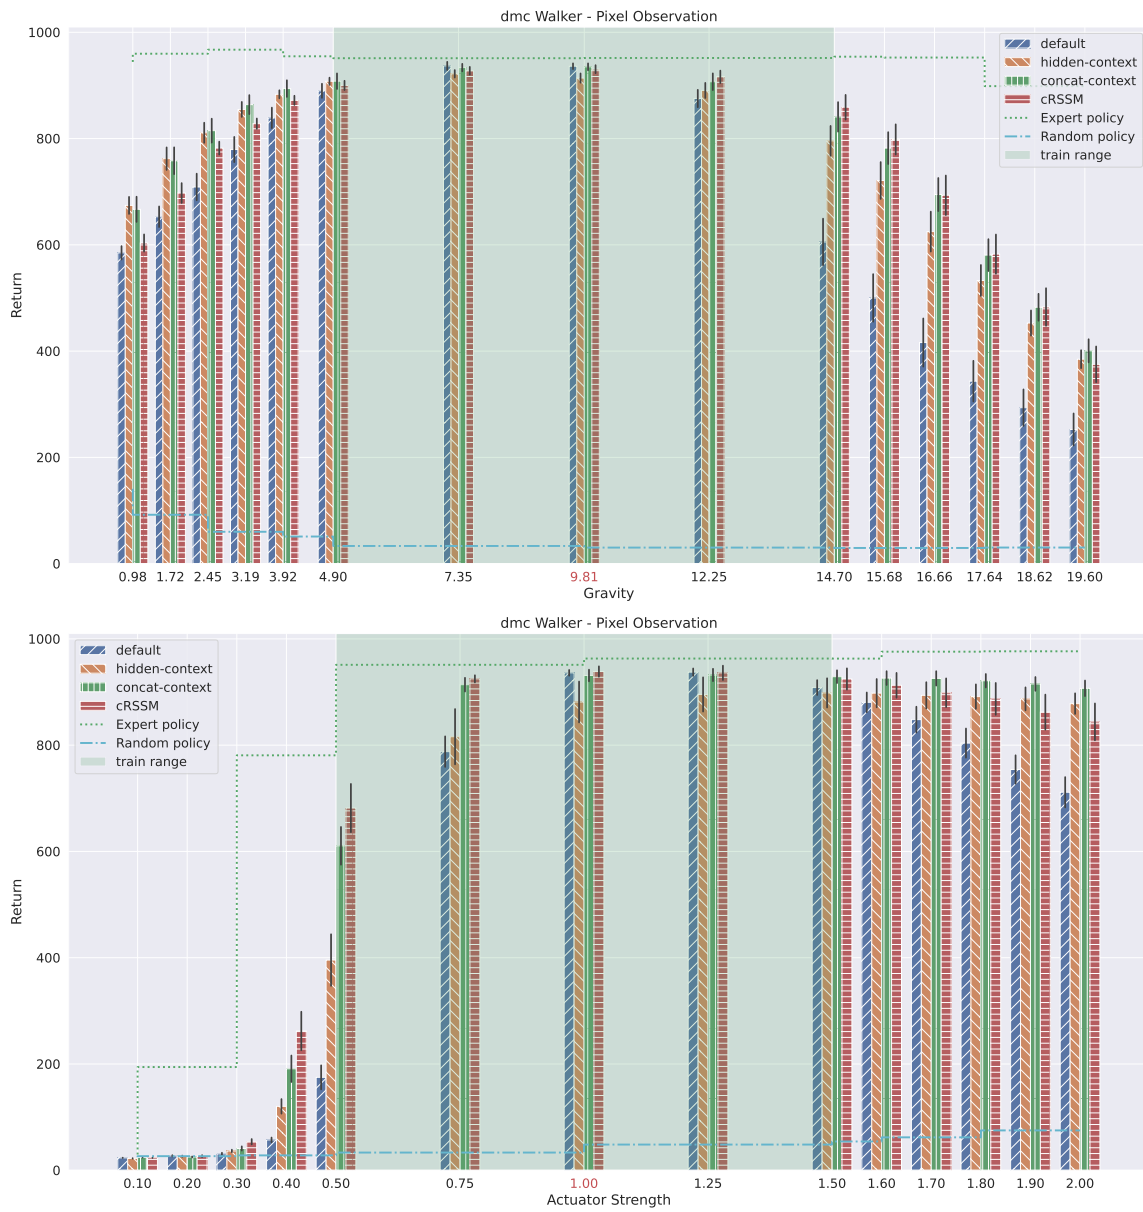 dmc Walker - Pixel Observation
1000
800
600
400
200
0
Return
default
hidden-context
concat-context
cRSSM
Expert policy
Random policy
train range
0.98 1.72 2.45 3.19 3.92 4.90 7.35 9.81 12.25 14.70 15.68 16.66 17.64 18.62 19.60
Gravity
dmc Walker - Pixel Observation
1000
800
600
400
200
0
Return
default
hidden-context
concat-context
cRSSM
Expert policy
Random policy
train range
0.10 0.20 0.30 0.40 0.50 0.75 1.00 1.25 1.50 1.60 1.70 1.80 1.90 2.00
Actuator Strength